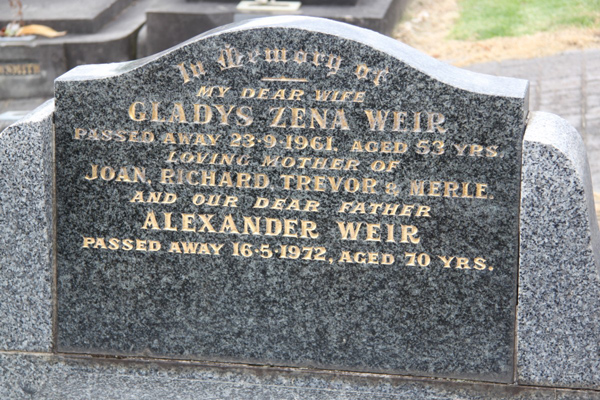 In Memory of
MY DEAR WIFE
GLADYS ZENA WEIR
PASSED AWAY 23·9·1961. AGED 53 YRS.
LOVING MOTHER OF
JOAN, RICHARD, TREVOR & MERLE.
AND OUR DEAR FATHER
ALEXANDER WEIR
PASSED AWAY 16·5·1972, AGED 70 YRS.